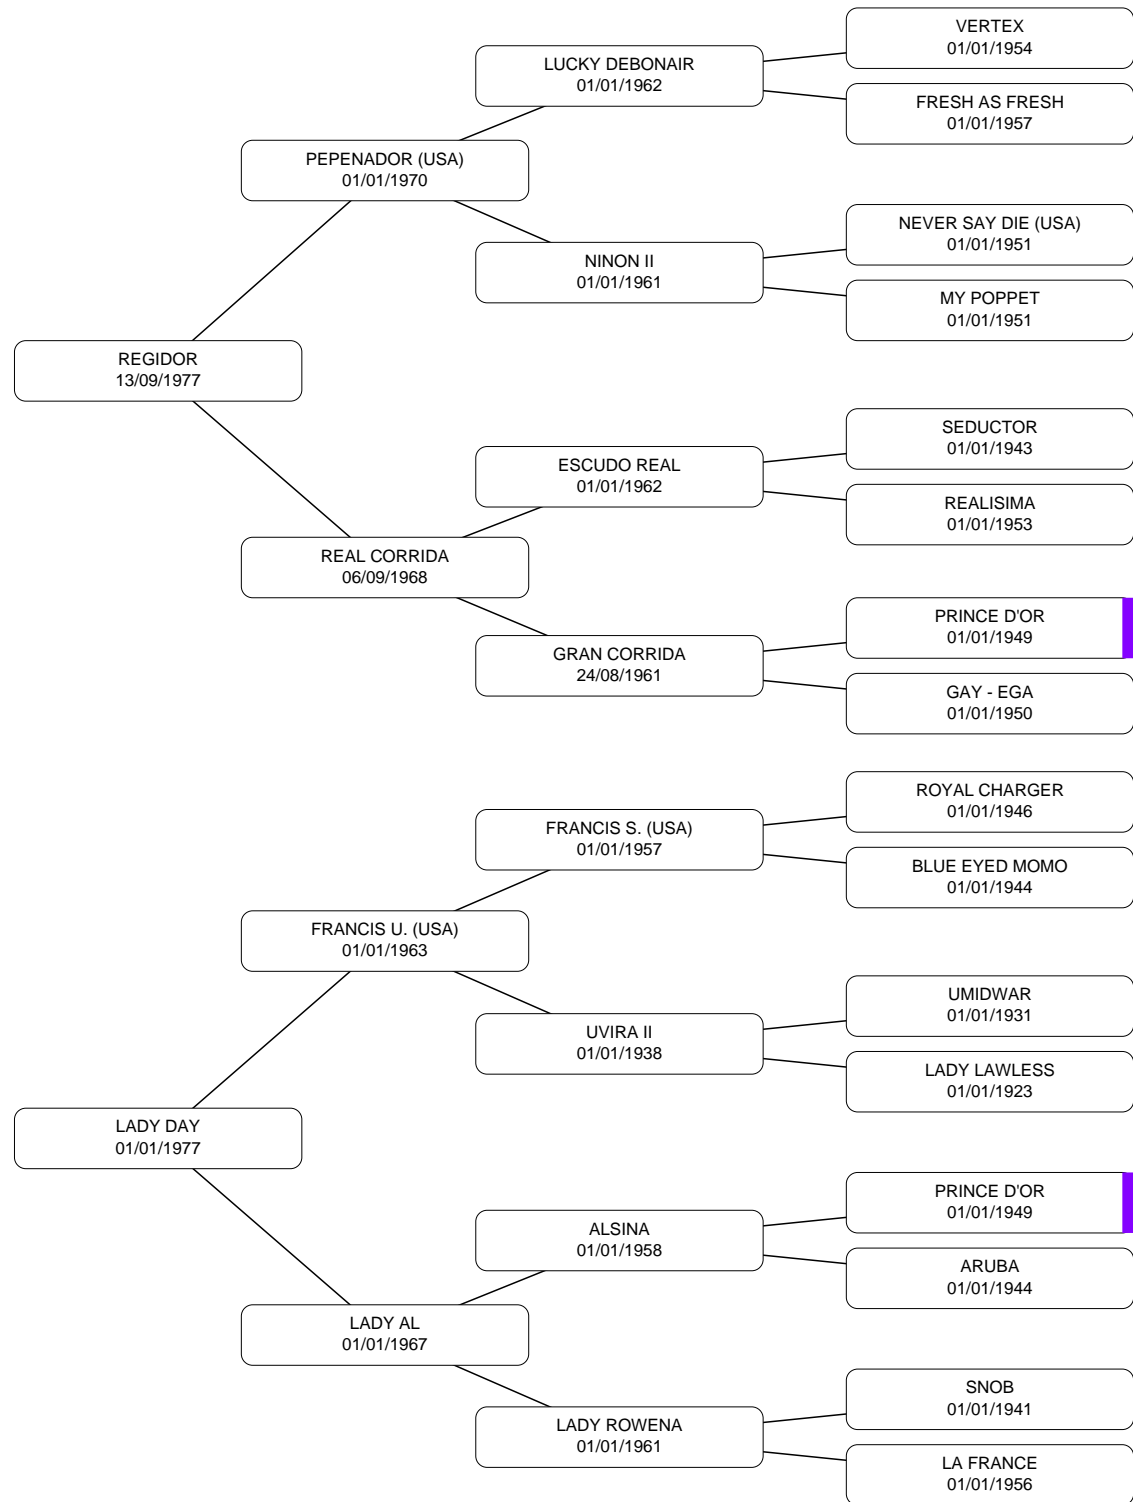 VERTEX
01/01/1954
LUCKY DEBONAIR
01/01/1962
FRESH AS FRESH
01/01/1957
PEPENADOR (USA)
01/01/1970
NEVER SAY DIE (USA)
01/01/1951
NINON II
01/01/1961
MY POPPET
01/01/1951
REGIDOR
13/09/1977
SEDUCTOR
01/01/1943
ESCUDO REAL
01/01/1962
REALISIMA
01/01/1953
REAL CORRIDA
06/09/1968
PRINCE D'OR
01/01/1949
GRAN CORRIDA
24/08/1961
GAY - EGA
01/01/1950
ROYAL CHARGER
01/01/1946
FRANCIS S. (USA)
01/01/1957
BLUE EYED MOMO
01/01/1944
FRANCIS U. (USA)
01/01/1963
UMIDWAR
01/01/1931
UVIRA II
01/01/1938
LADY LAWLESS
01/01/1923
LADY DAY
01/01/1977
PRINCE D'OR
01/01/1949
ALSINA
01/01/1958
ARUBA
01/01/1944
LADY AL
01/01/1967
SNOB
01/01/1941
LADY ROWENA
01/01/1961
LA FRANCE
01/01/1956